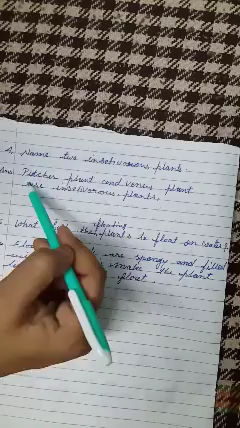 Name two insectivorous plants.
Ans Pitcher plant and venus plant
are insectivorous plants,
What floating
plants to float on water?
are spongy and filled
make the plant
float.